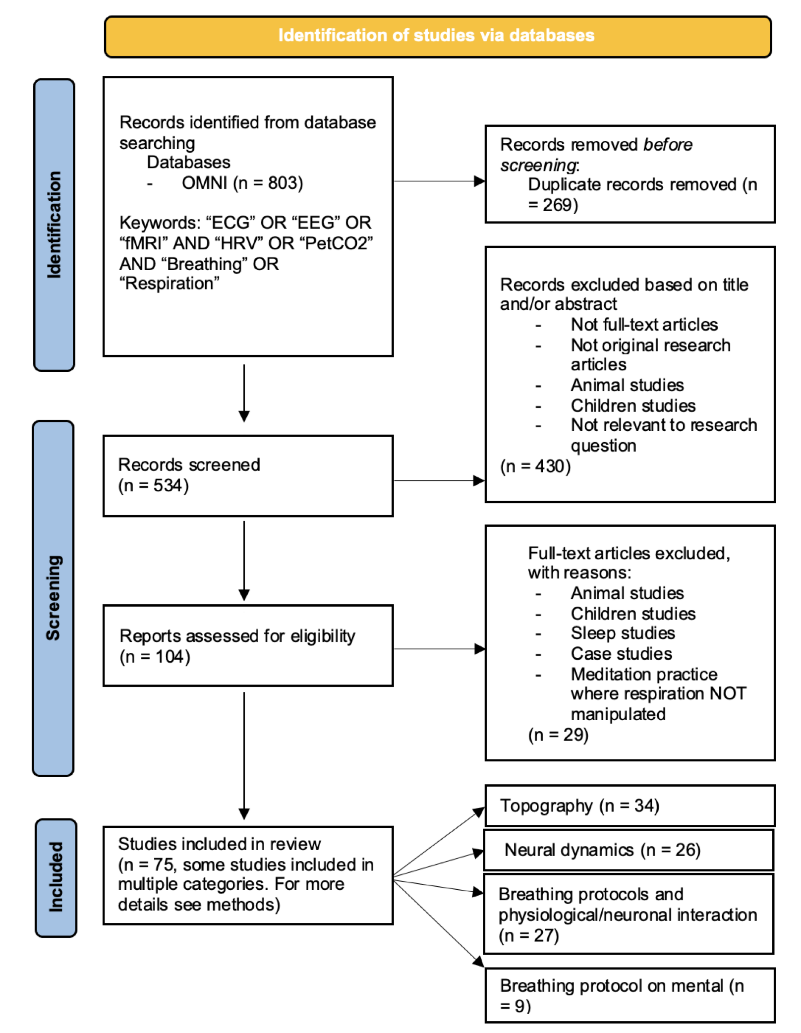 Identification of studies via databases
Identification
Records identified from database
searching
Databases
- OMNI (n = 803)
Keywords: “ECG” OR “EEG” OR
“fMRI” AND “HRV” OR “PetCO2”
AND “Breathing” OR
“Respiration”
Records removed before
screening:
Duplicate records removed (n
= 269)
Records excluded based on title
and/or abstract
- Not full-text articles
- Not original research
articles
- Animal studies
- Children studies
- Not relevant to research
question
(n = 430)
Screening
Records screened
(n = 534)
Full-text articles excluded,
with reasons:
- Animal studies
- Children studies
- Sleep studies
- Case studies
- Meditation practice
where respiration NOT
manipulated
(n = 29)
Reports assessed for eligibility
(n = 104)
Included
Studies included in review
(n = 75, some studies included in
multiple categories. For more
details see methods)
Topography (n = 34)
Neural dynamics (n = 26)
Breathing protocols and
physiological/neuronal interaction
(n = 27)
Breathing protocol on mental (n
= 9)